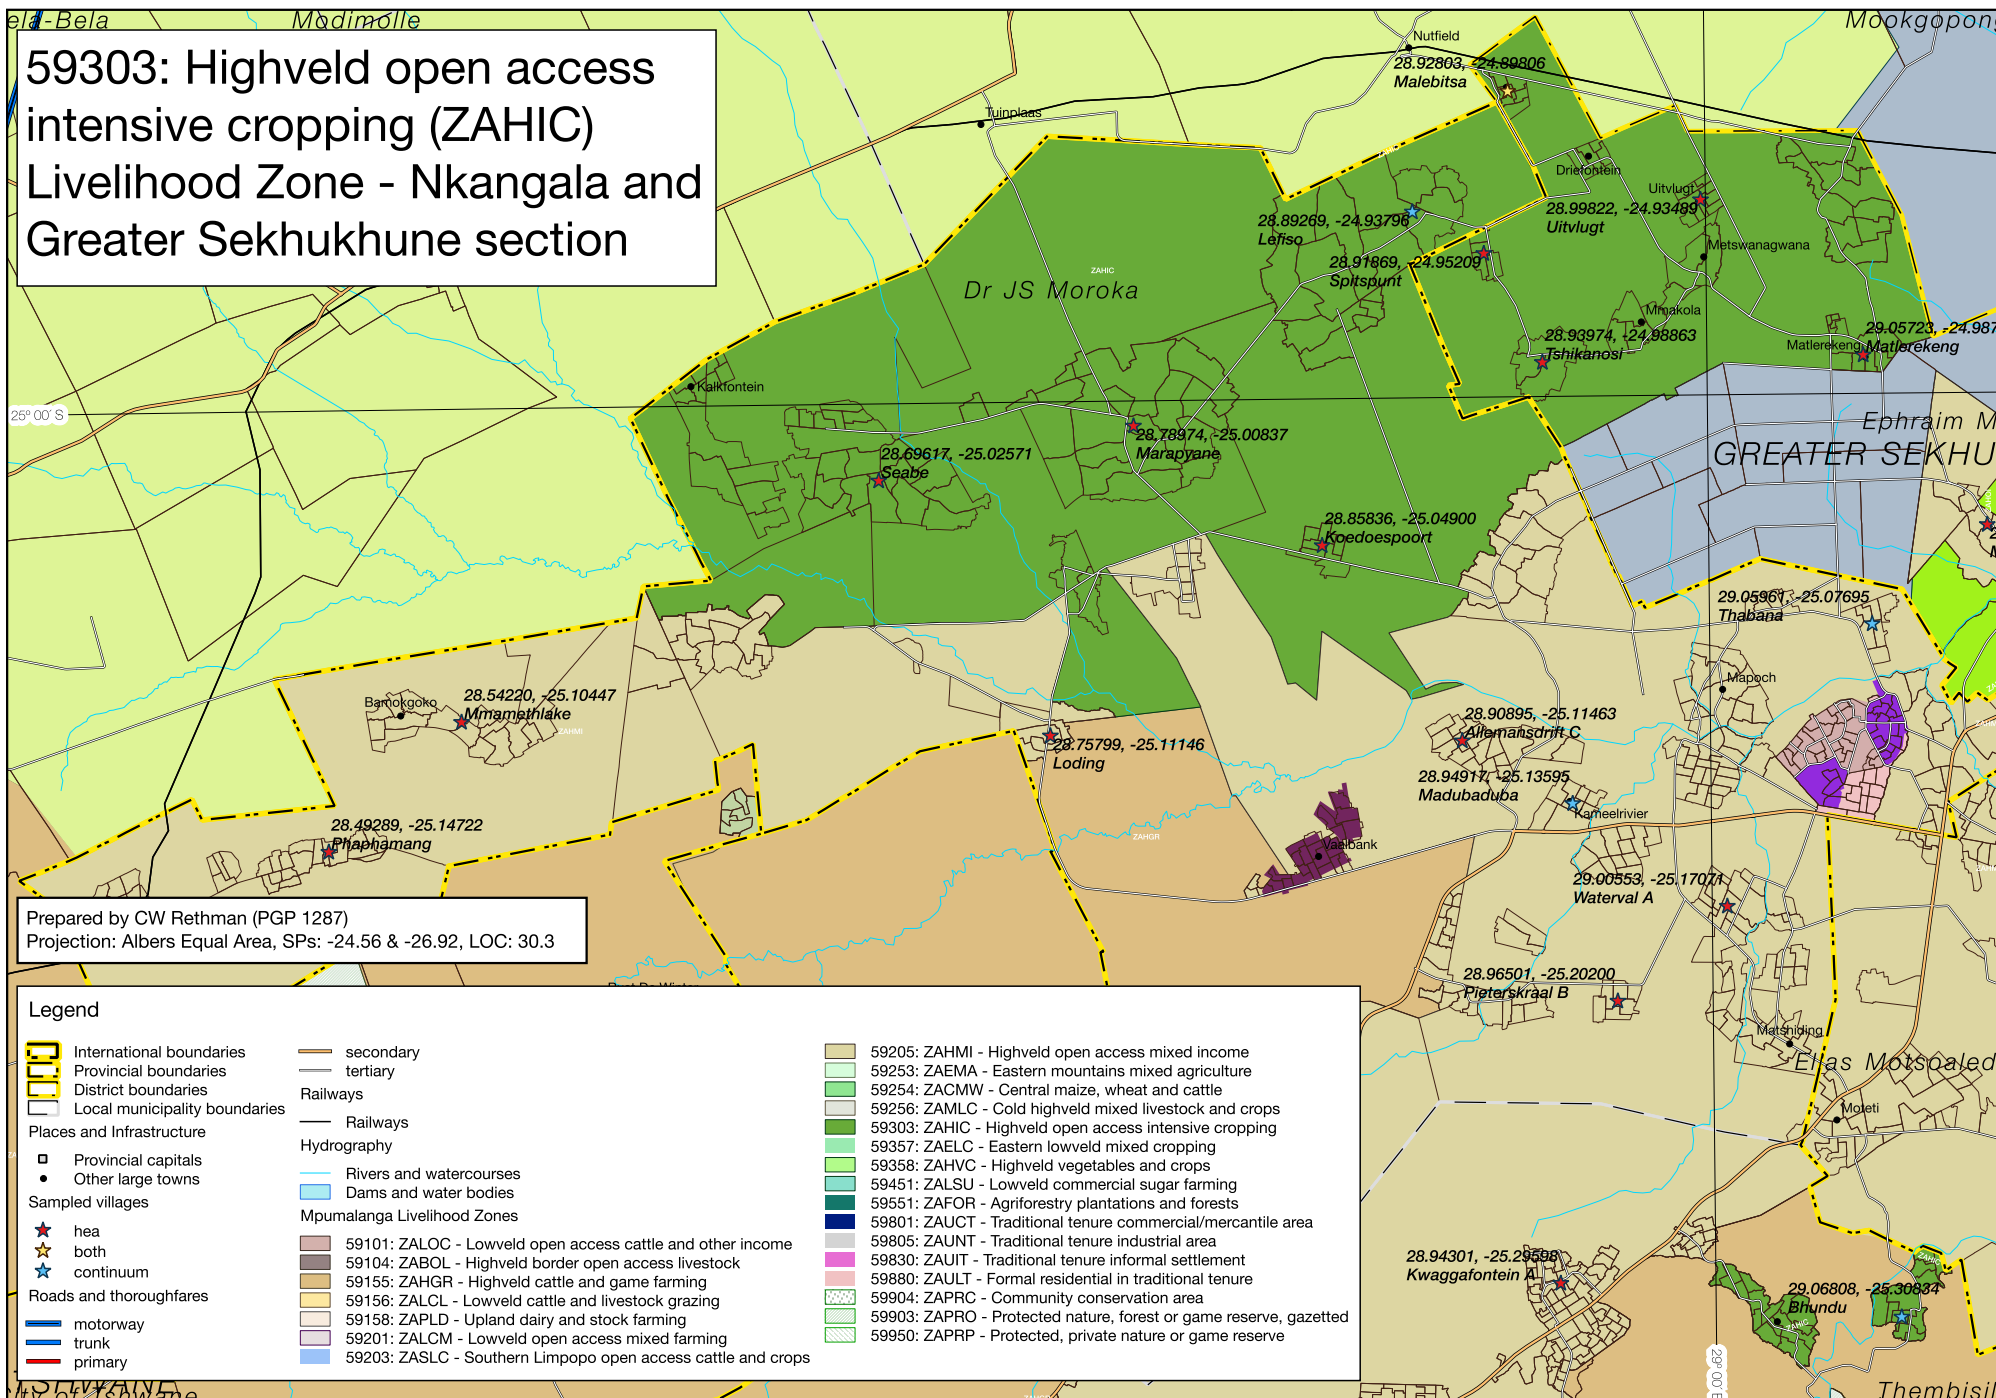 ela-Bela
Modimolle
Mookgopong
59303: Highveld open access
intensive cropping (ZAHIC)
Livelihood Zone - Nkangala and
Greater Sekhukhune section
Nutfield
28.92803, -24.89806
Malebitsa
Tuinplaas
Driefontein
Uitvlugt
28.99822, -24.93489
Uitvlugt
28.89269, -24.93796
Lefiso
Metswanagwana
28.91869, -24.95209
Spitspunt
ZAHIC
Dr JS Moroka
Mmakola
28.93974, -24.98863
Tshikanosi
29.05723, -24.987
Matlerekeng
Matlerekeng
Kalkfontein
25° 00' S
Ephraim M
GREATER SEKHU
28.78974, -25.00837
Marapyane
28.69617, -25.02571
Seabe
28.85836, -25.04900
Koedoespoort
29.05961, -25.07695
Thabana
Mapoch
Bamokgoko
28.54220, -25.10447
Mmamethlake
ZAHMI
28.90895, -25.11463
Allemansdrift C
28.75799, -25.11146
Loding
28.94917, -25.13595
Madubaduba
Kameelrivier
28.49289, -25.14722
Phaphamang
ZAHGR
Vaalbank
29.00553, -25.17071
Waterval A
Prepared by CW Rethman (PGP 1287)
Projection: Albers Equal Area, SPs: -24.56 & -26.92, LOC: 30.3
28.96501, -25.20200
Pieterskraal B
Matshiding
Elias Motsoaled
Moteti
Legend
International boundaries
Provincial boundaries
District boundaries
Local municipality boundaries
Places and Infrastructure
Provincial capitals
Other large towns
Sampled villages
hea
both
continuum
Roads and thoroughfares
motorway
trunk
primary
secondary
tertiary
Railways
Railways
Hydrography
Rivers and watercourses
Dams and water bodies
Mpumalanga Livelihood Zones
59101: ZALOC - Lowveld open access cattle and other income
59104: ZABOL - Highveld border open access livestock
59155: ZAHGR - Highveld cattle and game farming
59156: ZALCL - Lowveld cattle and livestock grazing
59158: ZAPLD - Upland dairy and stock farming
59201: ZALCM - Lowveld open access mixed farming
59203: ZASLC - Southern Limpopo open access cattle and crops
59205: ZAHMI - Highveld open access mixed income
59253: ZAEMA - Eastern mountains mixed agriculture
59254: ZACMW - Central maize, wheat and cattle
59256: ZAMLC - Cold highveld mixed livestock and crops
59303: ZAHIC - Highveld open access intensive cropping
59357: ZAELC - Eastern lowveld mixed cropping
59358: ZAHVC - Highveld vegetables and crops
59451: ZALSU - Lowveld commercial sugar farming
59551: ZAFOR - Agriforestry plantations and forests
59801: ZAUCT - Traditional tenure commercial/mercantile area
59805: ZAUNT - Traditional tenure industrial area
59830: ZAUIT - Traditional tenure informal settlement
59880: ZAULT - Formal residential in traditional tenure
59904: ZAPRC - Community conservation area
59903: ZAPRO - Protected nature, forest or game reserve, gazetted
59950: ZAPRP - Protected, private nature or game reserve
28.94301, -25.29598
Kwaggafontein A
29.06808, -25.30834
Bhundu
ZAHIC
ZAHIC
29° 00' E
Thembisil
TSHWANE
ity of Tshwane